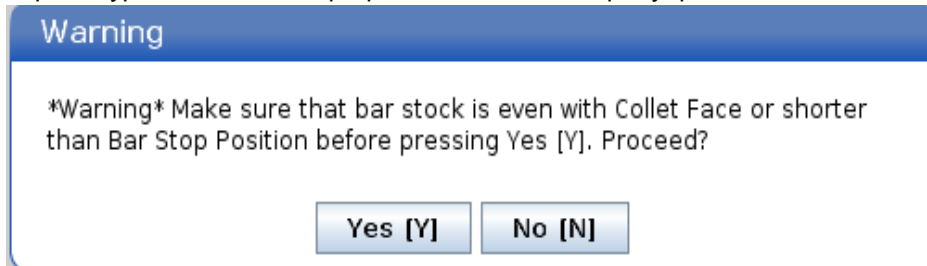 Warning
*Warning* Make sure that bar stock is even with Collet Face or shorter
than Bar Stop Position before pressing Yes [Y]. Proceed?
Yes [Y] No [N]